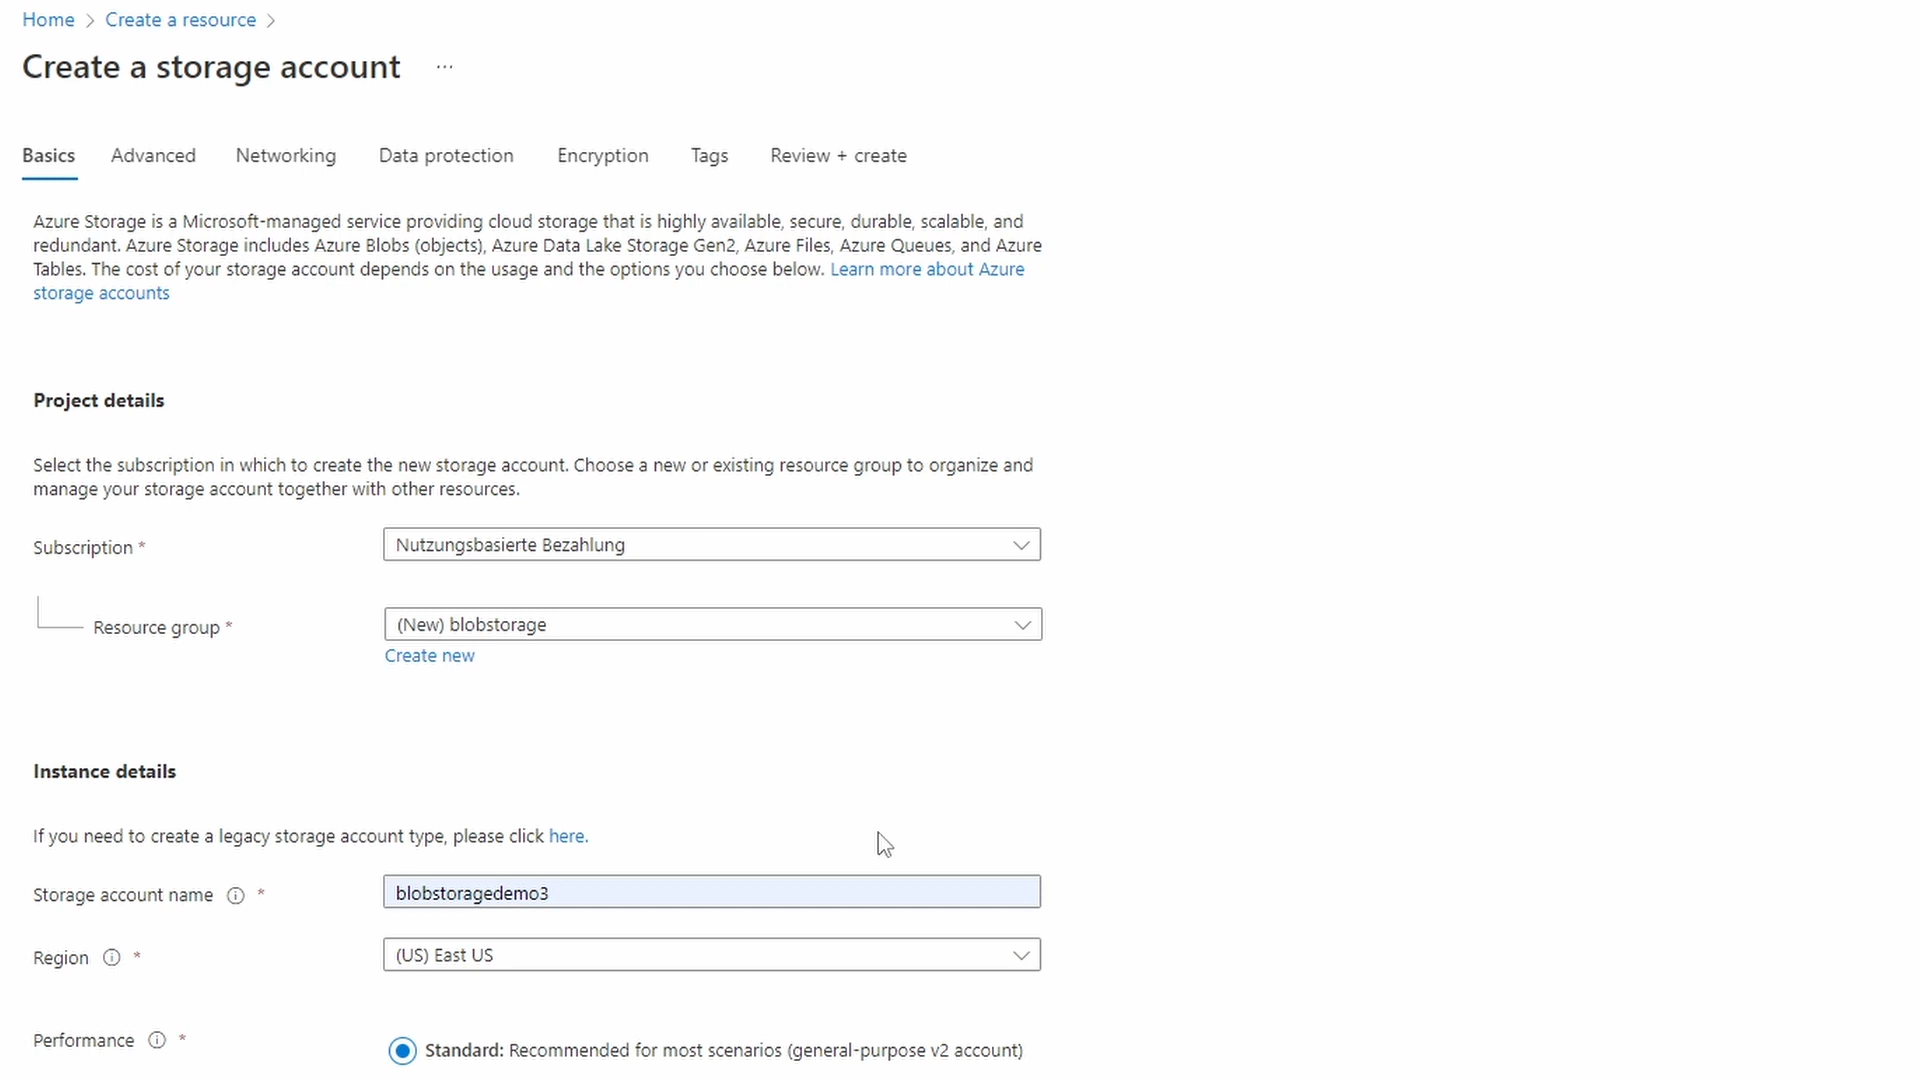 Home > Create a resource >
Create a storage account ...
Basics Advanced Networking Data protection Encryption Tags Review + create
Azure Storage is a Microsoft-managed service providing cloud storage that is highly available, secure, durable, scalable, and
redundant. Azure Storage includes Azure Blobs (objects), Azure Data Lake Storage Gen2, Azure Files, Azure Queues, and Azure
Tables. The cost of your storage account depends on the usage and the options you choose below. Learn more about Azure
storage accounts
Project details
Select the subscription in which to create the new storage account. Choose a new or existing resource group to organize and
manage your storage account together with other resources.
Subscription * Nutzungsbasierte Bezahlung
Resource group * (New) blobstorage
Create new
Instance details
If you need to create a legacy storage account type, please click here.
Storage account name * blobstoragedemo3
Region * (US) East US
Performance * Standard: Recommended for most scenarios (general-purpose v2 account)